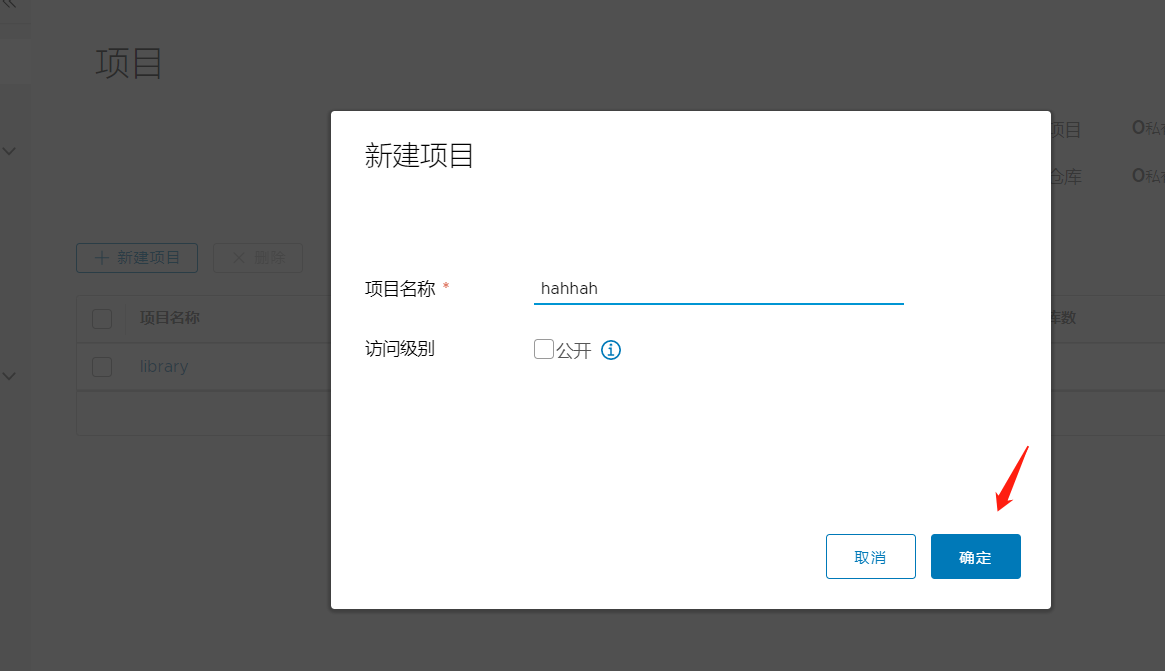 项目
新建项目
项目
0私有
仓库
0私有
新建项目
删除
项目名称 *
hahhah
项目名称
库数
访问级别
公开
library
取消
确定